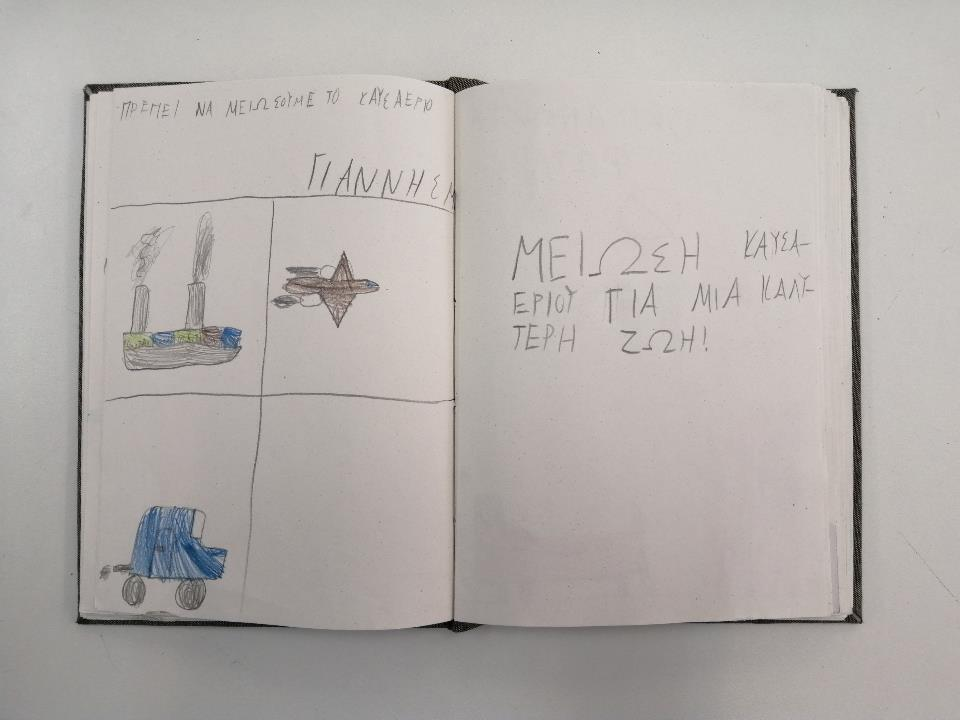 ΠΡΕΠΕΙ ΝΑ ΜΕΙΩΣΟΥΜΕ ΤΟ ΚΑΥΣΑΕΡΙΟ
ΓΙΑΝΝΗΣ Μ
ΜΕΙΩΣΗ ΚΑΥΣΑ-
ΕΡΙΟΥ ΓΙΑ ΜΙΑ ΚΑΛΥ-
ΤΕΡΗ ΖΩΗ!